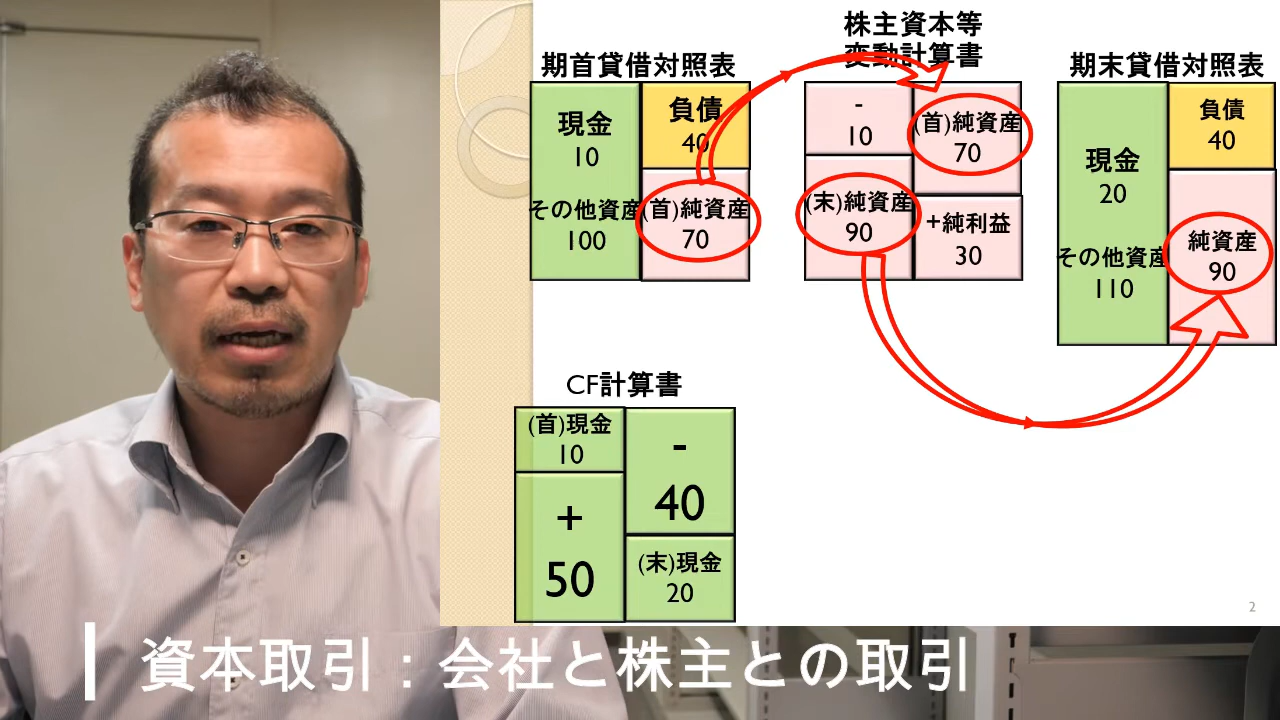 期首貸借対照表
現金
10
その他資産
100
負債
40
(首)純資産
70
株主資本等
変動計算書
-
10
(末)純資産
90
(首)純資産
70
+純利益
30
期末貸借対照表
現金
20
その他資産
110
負債
40
純資産
90
CF計算書
(首)現金
10
+
50
-
40
(末)現金
20
2
資本取引：会社と株主との取引